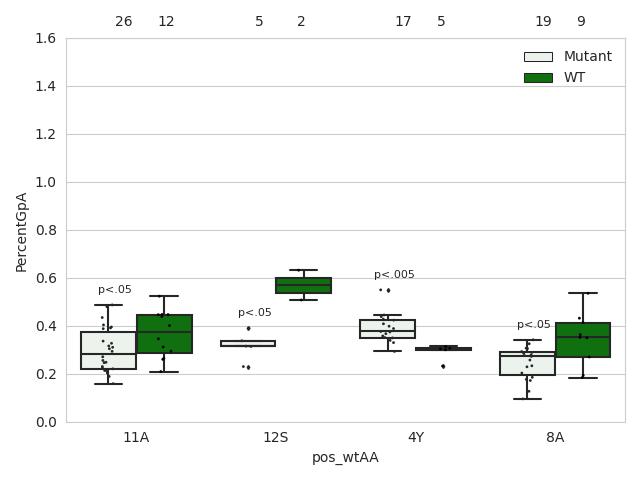 26 12 5 2 17 5 19 9
1.6
Mutant
WT
1.4
1.2
1.0
0.8
PercentGpA
0.6
p<.005
p<.05
p<.05
0.4
p<.05
0.2
0.0
11A 12S 4Y 8A
pos_wtAA